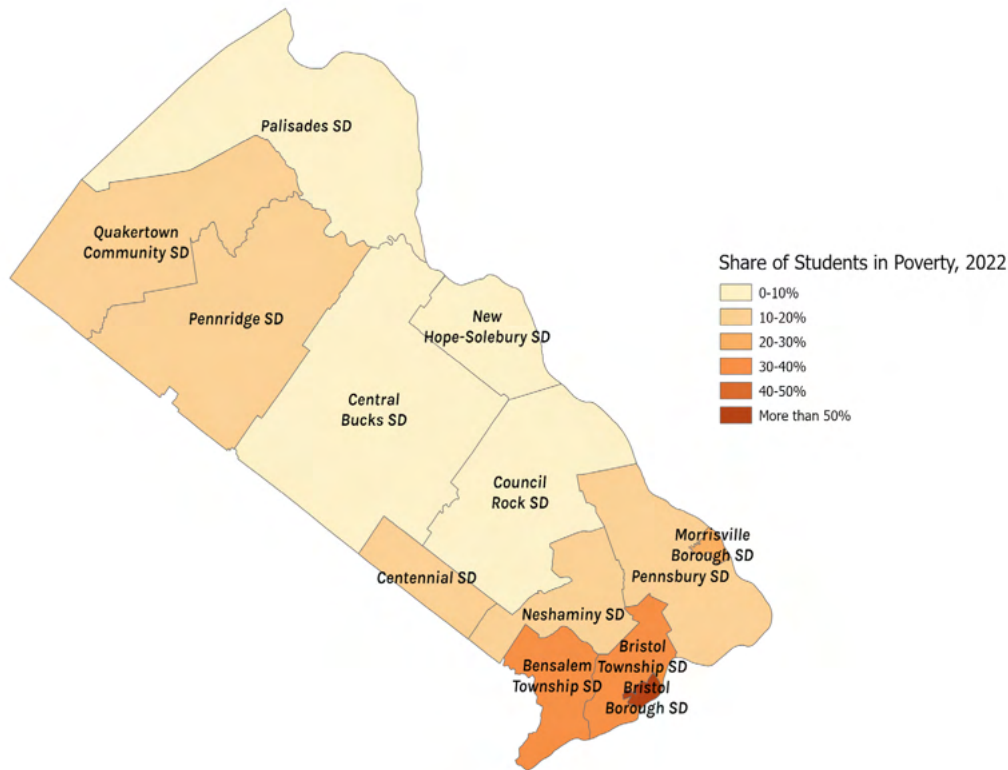 Palisades SD
Quakertown
Community SD
Pennridge SD
New
Hope-Solebury SD
Share of Students in Poverty, 2022
0-10%
10-20%
20-30%
30-40%
40-50%
More than 50%
Central
Bucks SD
Council
Rock SD
Morrisville
Borough SD
Pennsbury SD
Centennial SD
Neshaminy SD
Bensalem
Township SD
Bristol
Township SD
Bristol
Borough SD